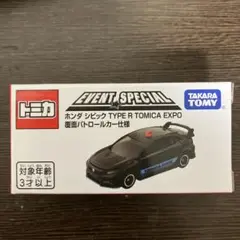 トミカ
EVENT SPECIAL
TAKARA
TOMY
ホンダ シビック TYPE R TOMICA EXPO
覆面パトロールカー仕様
対象年齢
3才以上